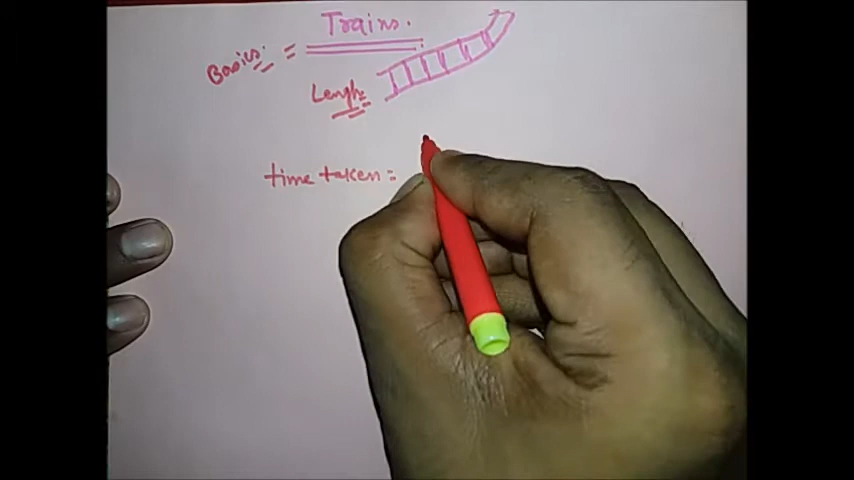 Trains.
Basics: =
Length:
time taken =